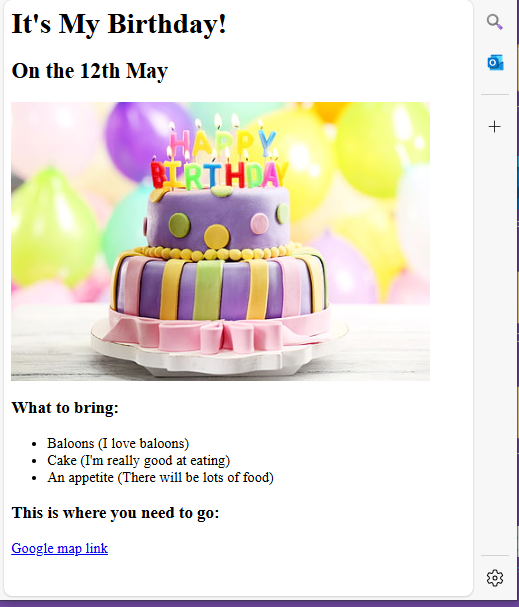 It's My Birthday!
On the 12th May
HAPPY
BIRTHDAY
What to bring:
Baloons (I love baloons)
Cake (I'm really good at eating)
An appetite (There will be lots of food)
This is where you need to go:
Google map link